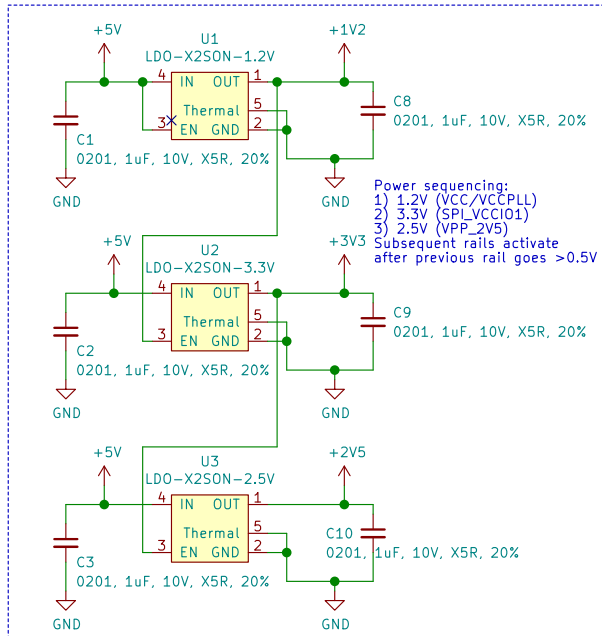 +5V
U1
LDO-X2SON-1.2V
+1V2
4 IN OUT 1
Thermal 5
3 EN GND 2
C1
0201, 1uF, 10V, X5R, 20%
GND
C8
0201, 1uF, 10V, X5R, 20%
GND
Power sequencing:
1) 1.2V (VCC/VCCPLL)
2) 3.3V (SPI_VCCIO1)
3) 2.5V (VPP_2V5)
Subsequent rails activate
after previous rail goes >0.5V
+5V
U2
LDO-X2SON-3.3V
+3V3
4 IN OUT 1
Thermal 5
3 EN GND 2
C2
0201, 1uF, 10V, X5R, 20%
GND
C9
0201, 1uF, 10V, X5R, 20%
GND
+5V
U3
LDO-X2SON-2.5V
+2V5
4 IN OUT 1
Thermal 5
3 EN GND 2
C3
0201, 1uF, 10V, X5R, 20%
GND
C10
0201, 1uF, 10V, X5R, 20%
GND